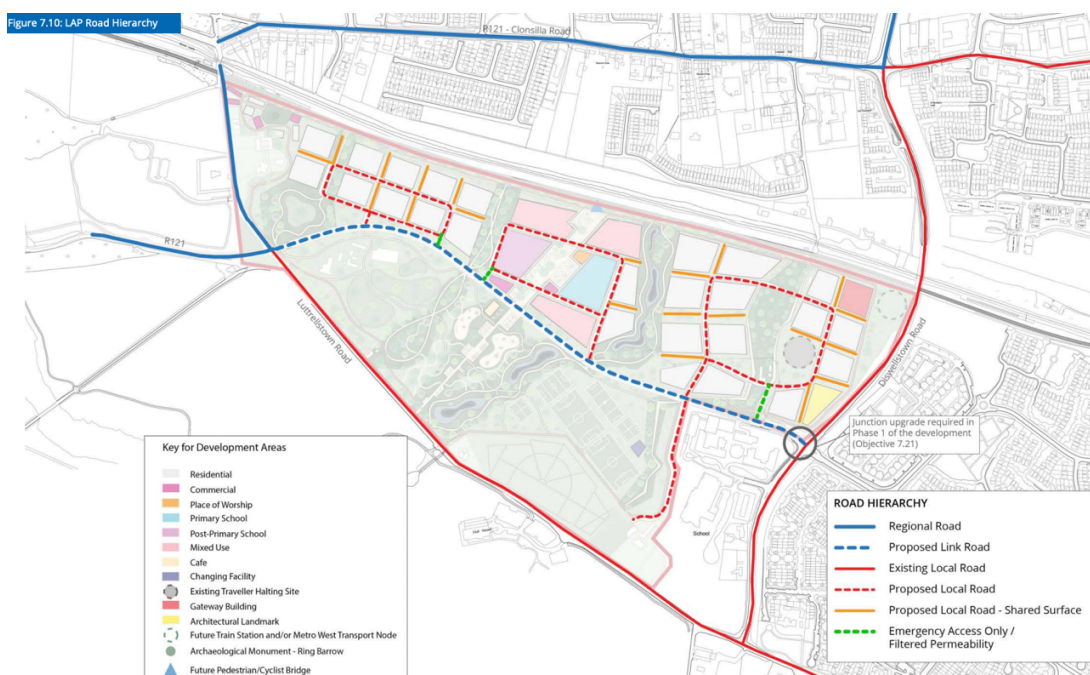 Figure 7.10: LAP Road Hierarchy
R121 - Clonsilla Road
R121
Luttrellstown Road
Diswellstown Road
Junction upgrade required in
Phase 1 of the development
(Objective 7.21)
School
Key for Development Areas
Residential
Commercial
Place of Worship
Primary School
Post-Primary School
Mixed Use
Cafe
Changing Facility
Existing Traveller Halting Site
Gateway Building
Architectural Landmark
Future Train Station and/or Metro West Transport Node
Archaeological Monument - Ring Barrow
Future Pedestrian/Cyclist Bridge
ROAD HIERARCHY
Regional Road
Proposed Link Road
Existing Local Road
Proposed Local Road
Proposed Local Road - Shared Surface
Emergency Access Only /
Filtered Permeability